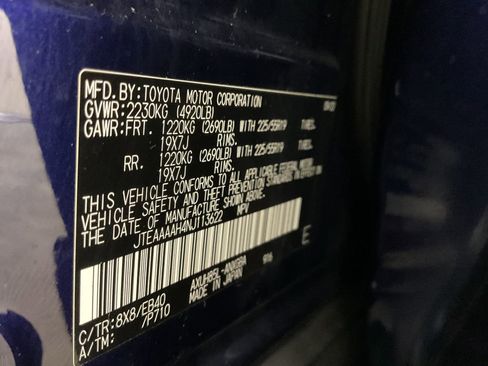 MFD. BY: TOYOTA MOTOR CORPORATION
GVWR: 2230KG (4920LB)
GAWR: FRT. 1220KG (2690LB) WITH 225/55R19 TIRES,
19X7J RIMS.
RR. 1220KG (2690LB) WITH 225/55R19 TIRES,
19X7J RIMS.
THIS VEHICLE CONFORMS TO ALL APPLICABLE FEDERAL MOTOR
VEHICLE SAFETY AND THEFT PREVENTION STANDARDS IN EFFECT ON
THE DATE OF MANUFACTURE SHOWN ABOVE.
JTEAAAAH4NJ113622 MPV
E
C/TR: 8X8/EB40
A/TM: /P710
MADE IN JAPAN